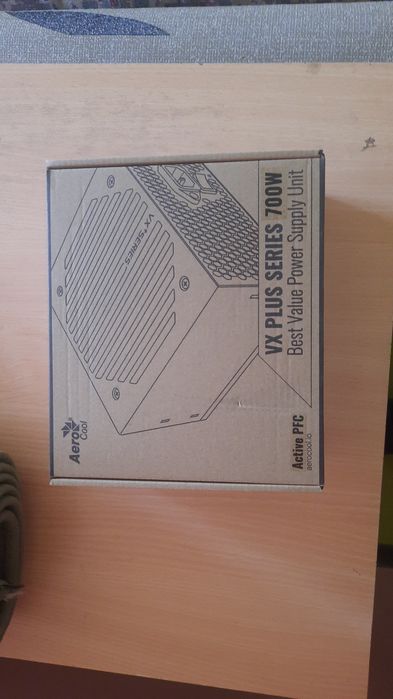 Aero
Cool
VX+SERIES
VX PLUS SERIES 700W
Best Value Power Supply Unit
Active PFC
aerocool.io